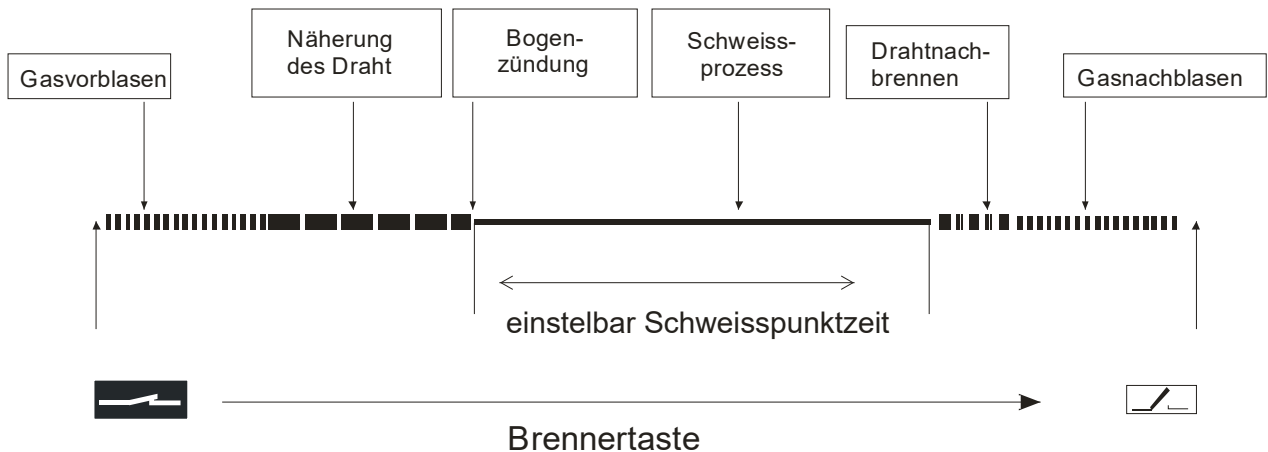 Gasvorblasen
Näherung
des Draht
Bogen-
zündung
Schweiss-
prozess
Drahtnach-
brennen
Gasnachblasen
einstelbar Schweisspunktzeit
Brennertaste